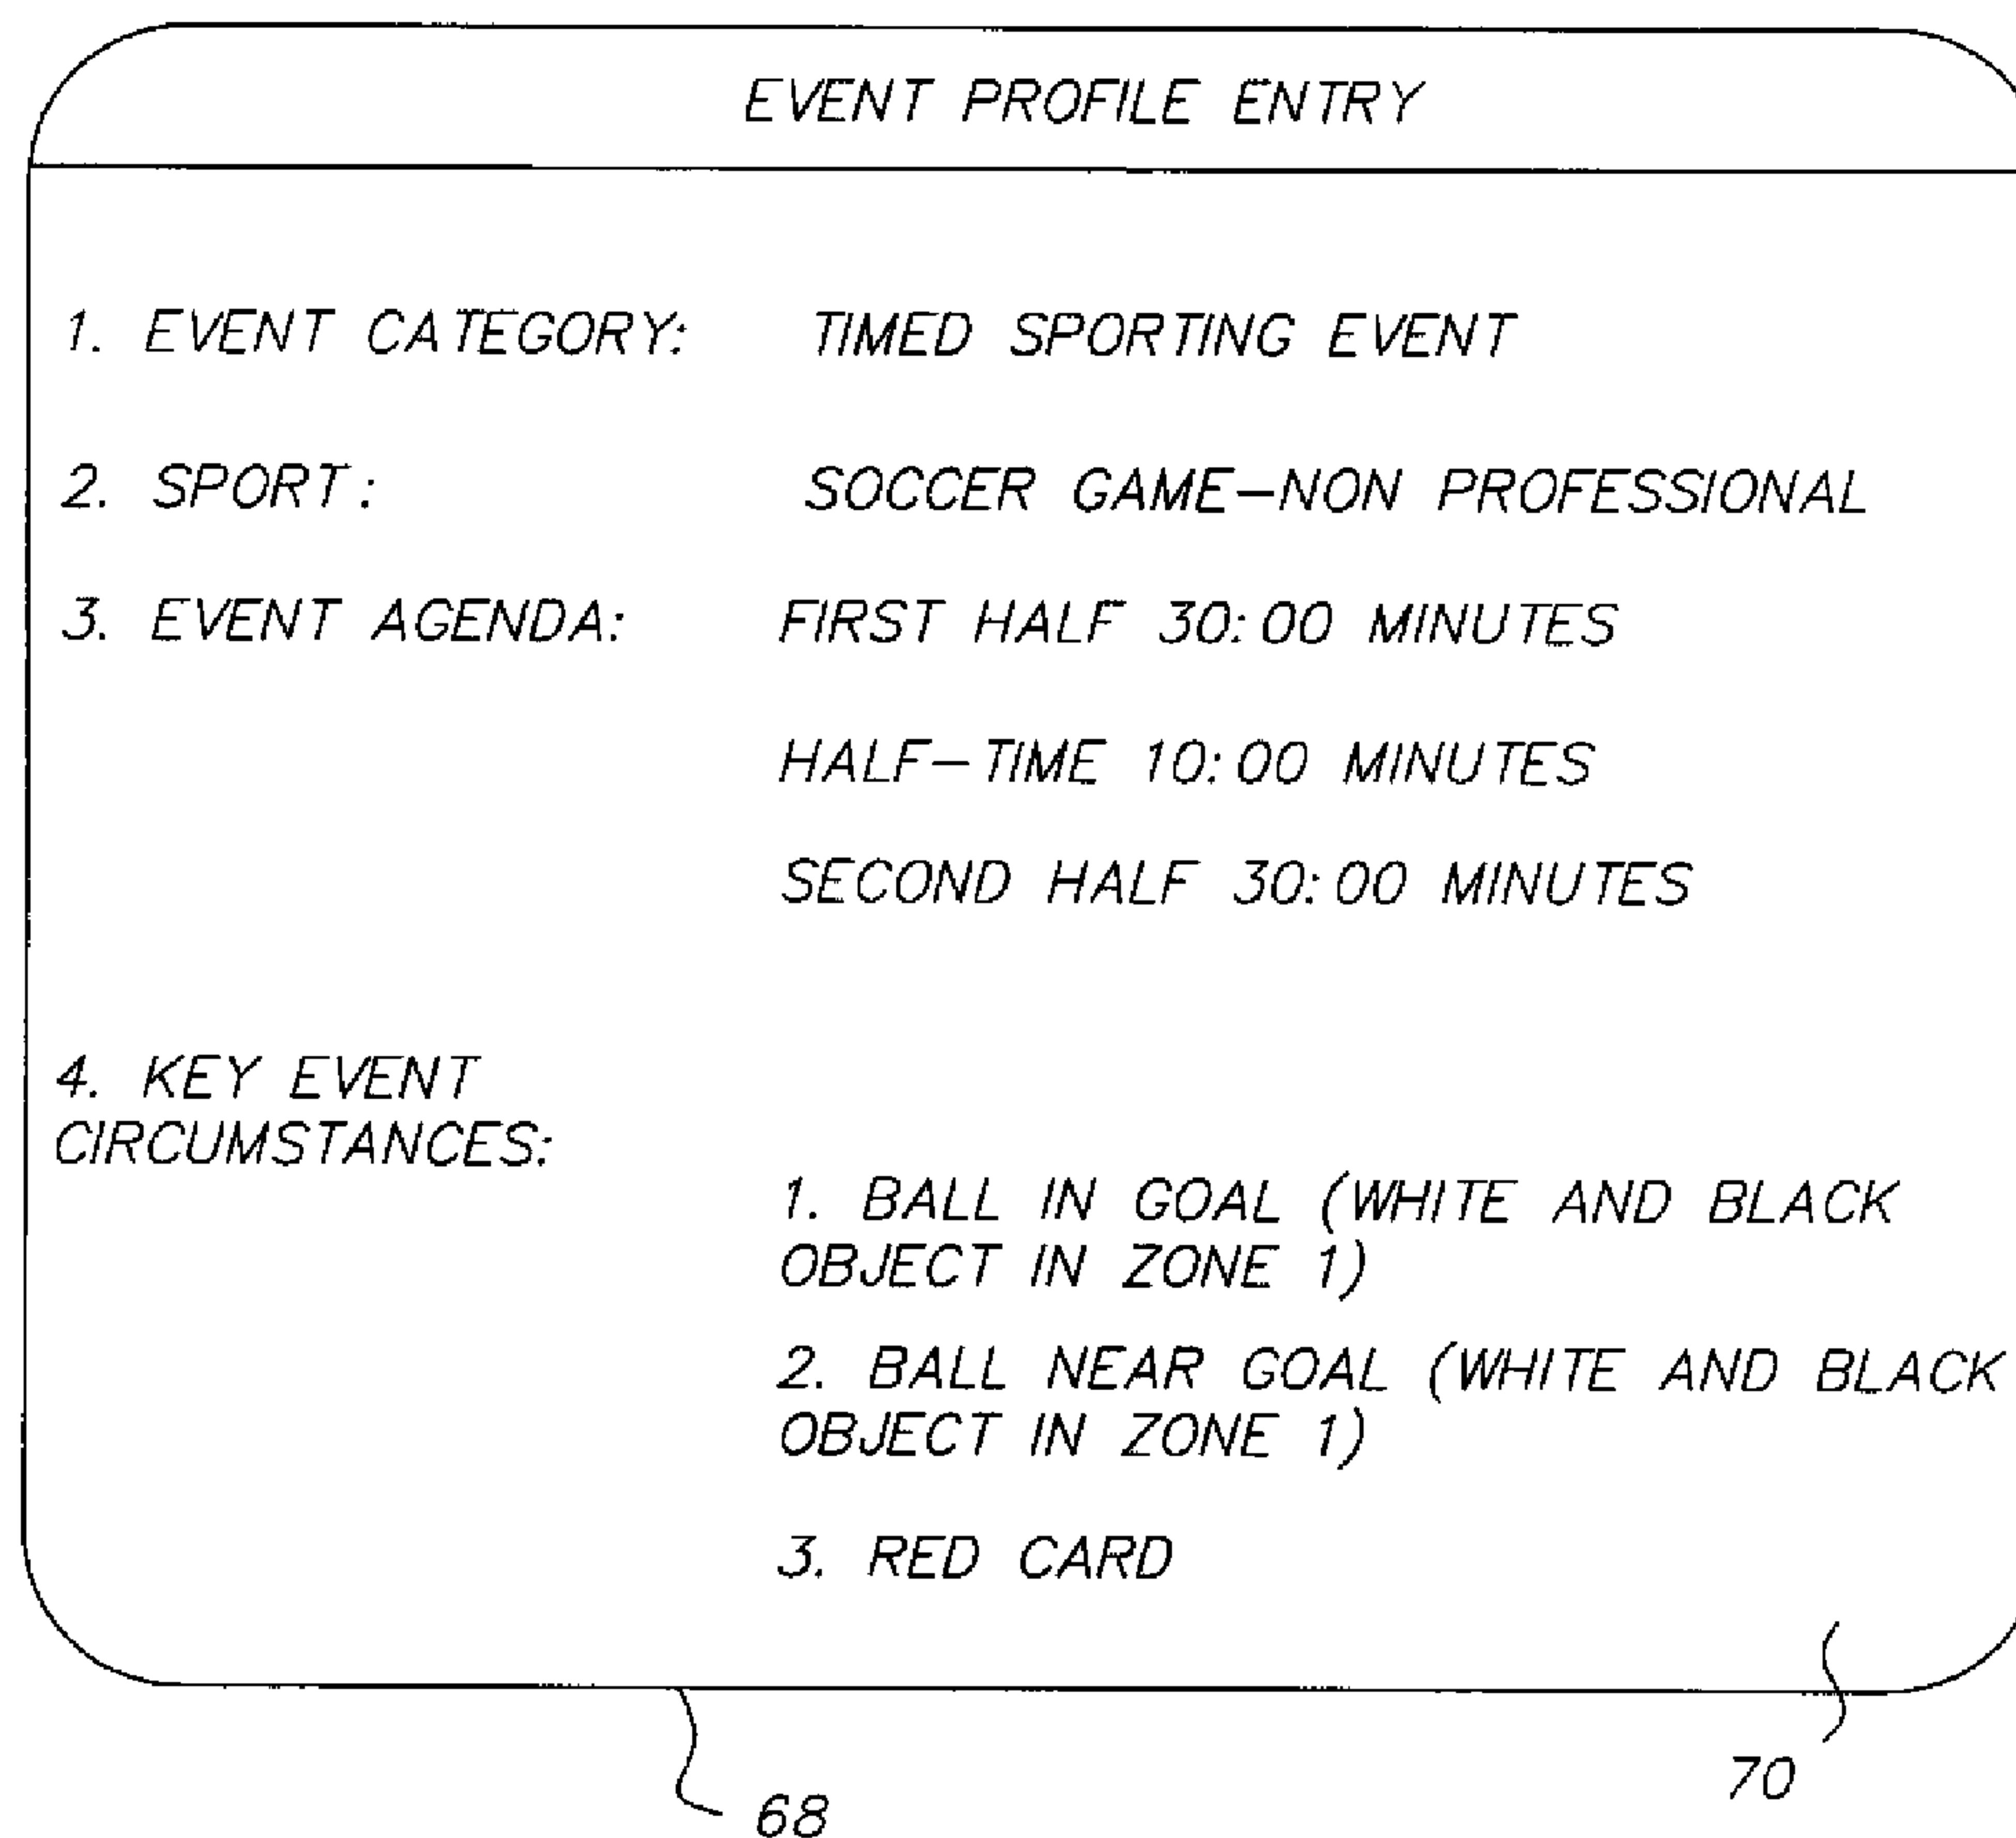 EVENT PROFILE ENTRY
1. EVENT CATEGORY: TIMED SPORTING EVENT
2. SPORT: SOCCER GAME-NON PROFESSIONAL
3. EVENT AGENDA: FIRST HALF 30:00 MINUTES
HALF-TIME 10:00 MINUTES
SECOND HALF 30:00 MINUTES
4. KEY EVENT
CIRCUMSTANCES:
1. BALL IN GOAL (WHITE AND BLACK
OBJECT IN ZONE 1)
2. BALL NEAR GOAL (WHITE AND BLACK
OBJECT IN ZONE 1)
3. RED CARD
70
68